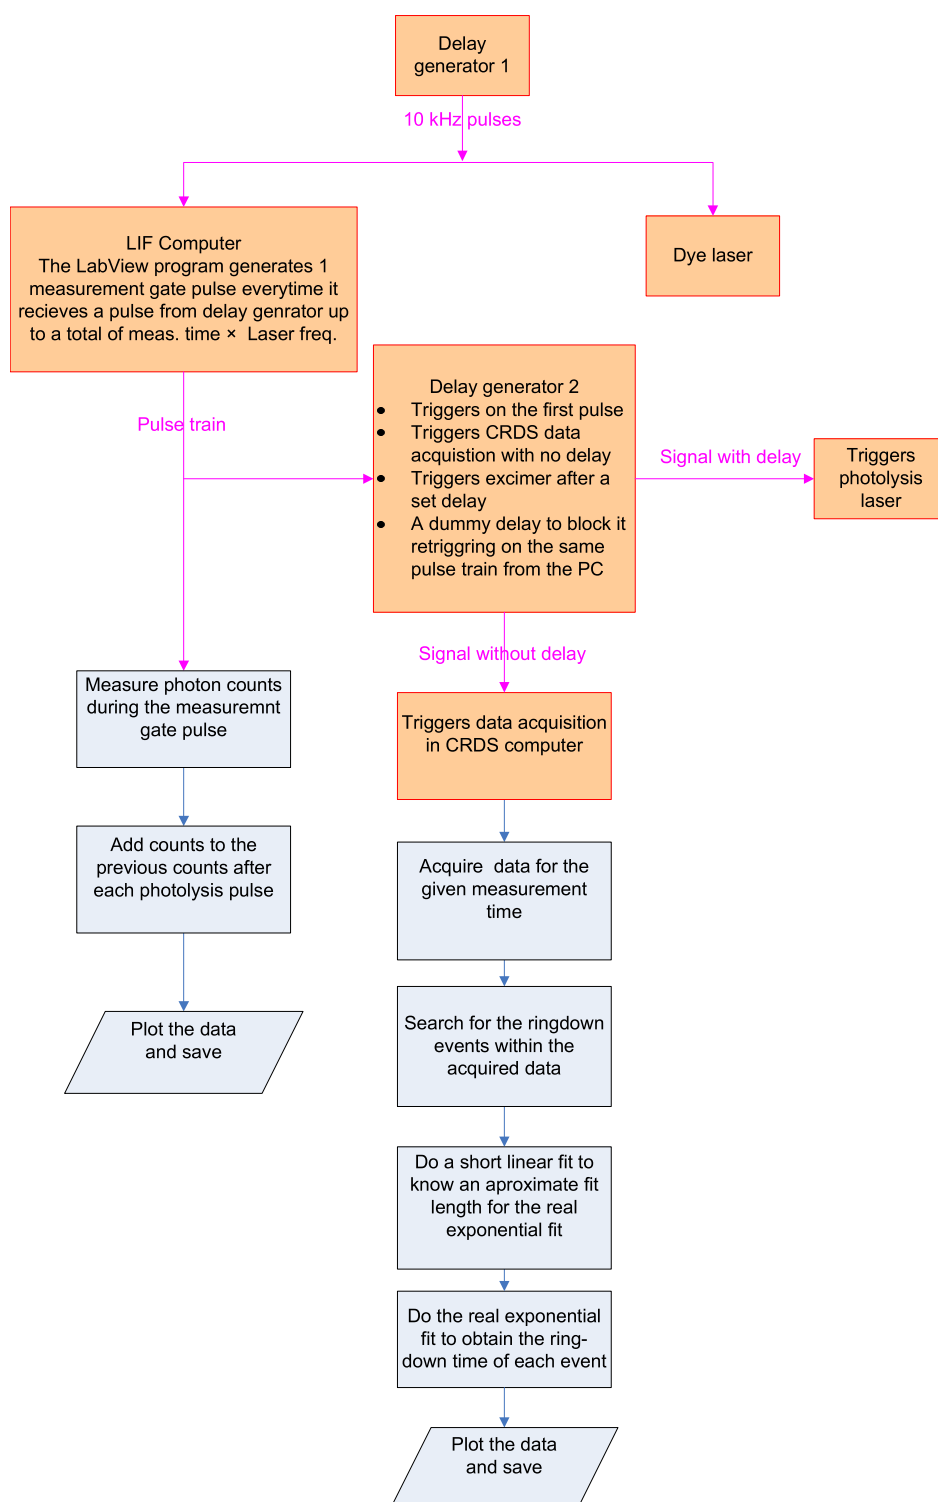 Delay
generator 1
10 kHz pulses
LIF Computer
The LabView program generates 1
measurement gate pulse everytime it
recieves a pulse from delay genrator up
to a total of meas. time × Laser freq.
Dye laser
Pulse train
Delay generator 2
• Triggers on the first pulse
• Triggers CRDS data
acquistion with no delay
• Triggers excimer after a
set delay
• A dummy delay to block it
retriggring on the same
pulse train from the PC
Signal with delay
Triggers
photolysis
laser
Signal without delay
Measure photon counts
during the measuremnt
gate pulse
Triggers data acquisition
in CRDS computer
Add counts to the
previous counts after
each photolysis pulse
Acquire data for the
given measurement
time
Plot the data
and save
Search for the ringdown
events within the
acquired data
Do a short linear fit to
know an aproximate fit
length for the real
exponential fit
Do the real exponential
fit to obtain the ring-
down time of each event
Plot the data
and save